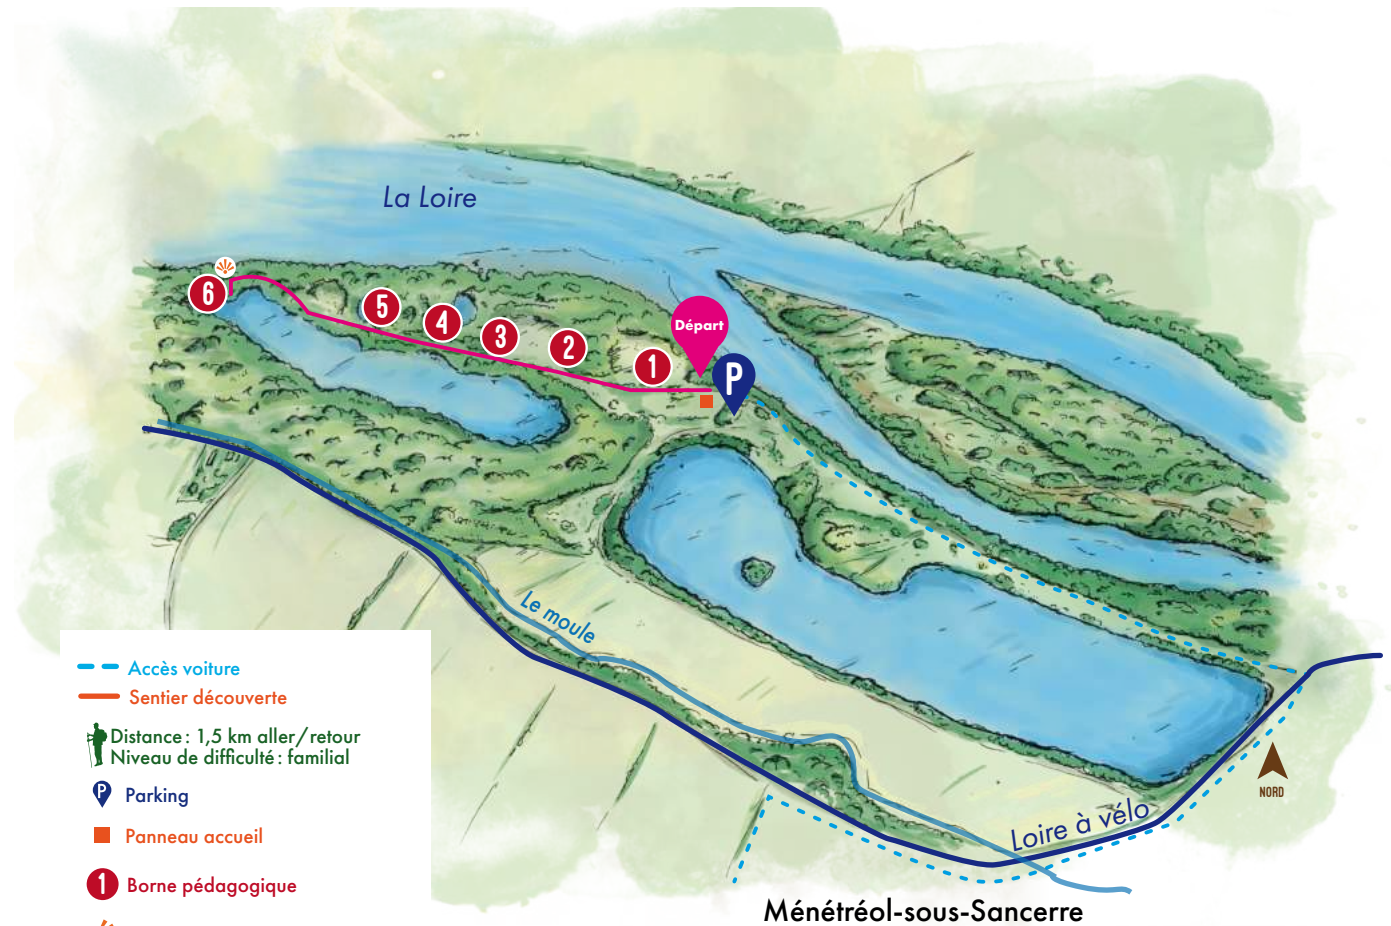 La Loire
6
5
4
3
2
1
Départ
P
Le moule
Accès voiture
Sentier découverte
Distance : 1,5 km aller/retour
Niveau de difficulté : familial
P
Parking
Panneau accueil
1
Borne pédagogique
NORD
Loire à vélo
Ménétréol-sous-Sancerre